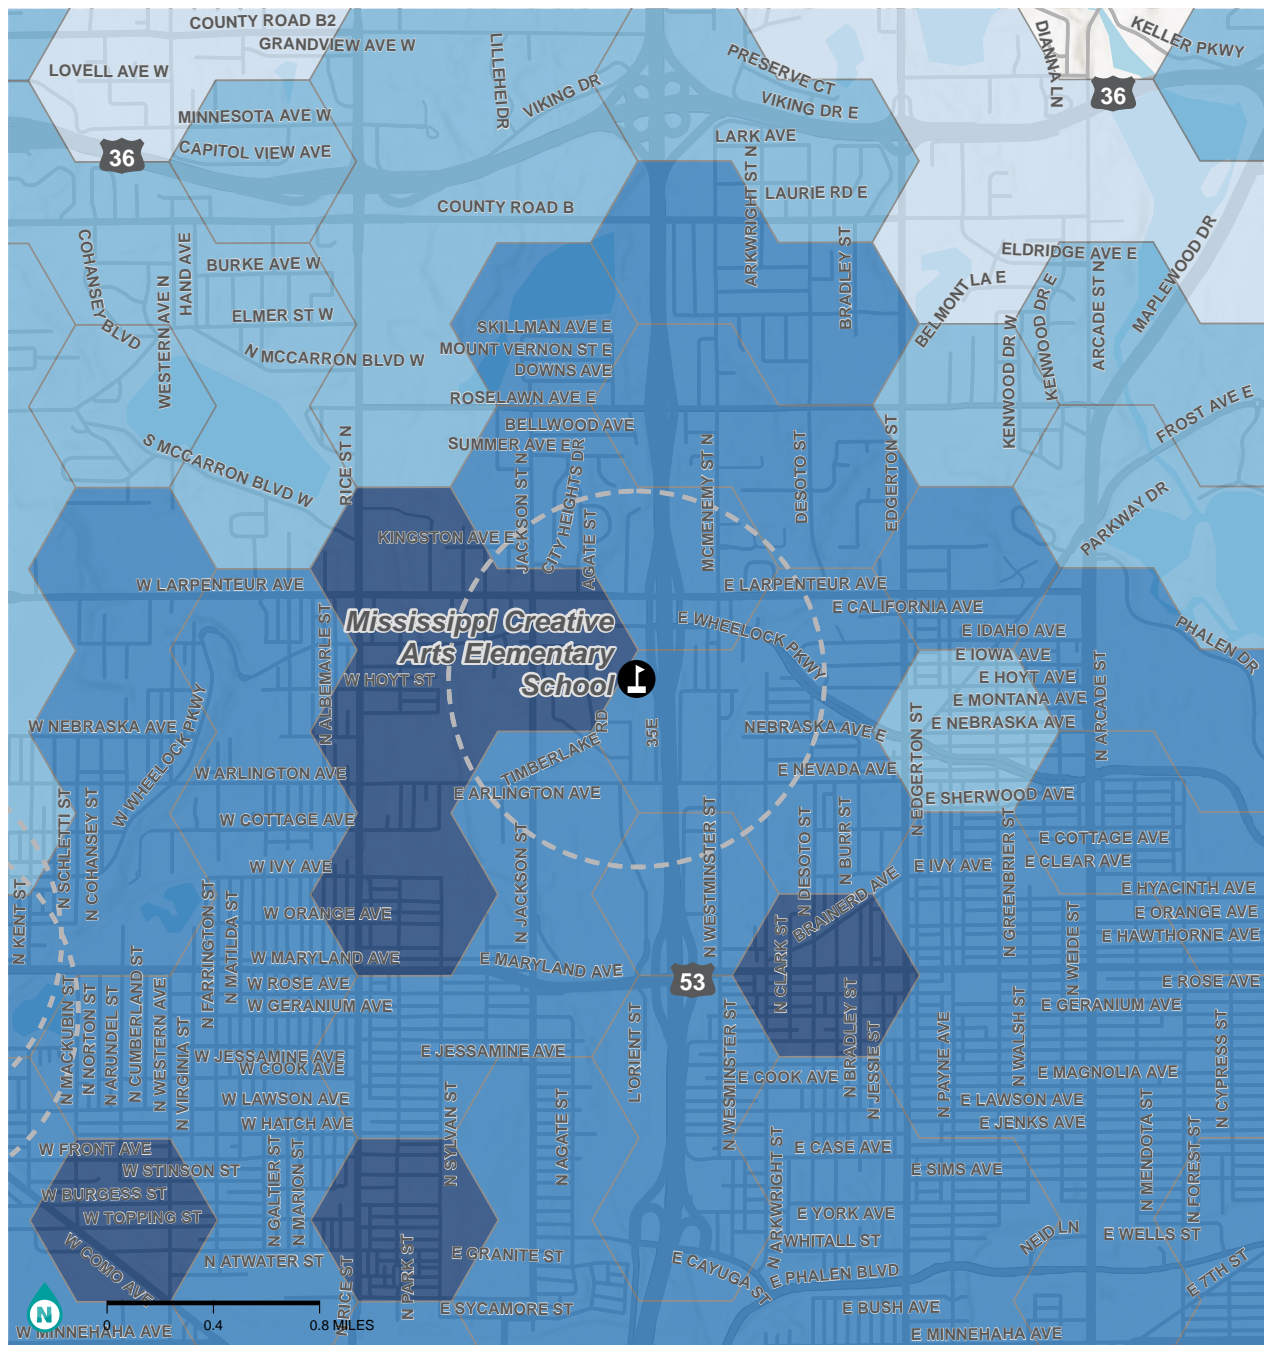 COUNTY ROAD B2
GRANDVIEW AVE W
LOVELL AVE W
LILLEHEI DR
VIKING DR
PRESERVE CT
VIKING DR E
DIANNA LN
KELLER PKWY
36
MINNESOTA AVE W
CAPITOL VIEW AVE
36
LARK AVE
ARKWRIGHT ST N
LAURIE RD E
COUNTY ROAD B
COHANSEY BLVD
HAND AVE
WESTERN AVE N
BURKE AVE W
ELMER ST W
N MCCARRON BLVD W
BRADLEY ST
BELMONT LA E
ELDRIDGE AVE E
KENWOOD DR E
KENWOOD DR W
ARCADE ST N
MAPLEWOOD DR
SKILLMAN AVE E
MOUNT VERNON ST E
DOWNS AVE
ROSELAWN AVE E
BELLWOOD AVE
SUMMER AVE E
DR
S MCCARRON BLVD W
RICE ST N
JACKSON ST N
CITY HEIGHTS DR
AGATE ST
MCMENEMY ST N
DESOTO ST
EDGERTON ST
FROST AVE E
PARKWAY DR
KINGSTON AVE E
W LARPENTEUR AVE
E LARPENTEUR AVE
E CALIFORNIA AVE
E WHEELOCK PKWY
Mississippi Creative
Arts Elementary
School
N ALBEMARLE ST
W HOYT ST
E IDAHO AVE
E IOWA AVE
E HOYT AVE
E MONTANA AVE
E NEBRASKA AVE
PHALEN DR
N ARCADE ST
W NEBRASKA AVE
W WHEELOCK PKWY
35E
NEBRASKA AVE E
TIMBERLAKE RD
W ARLINGTON AVE
E ARLINGTON AVE
E NEVADA AVE
N EDGERTON ST
E SHERWOOD AVE
W COTTAGE AVE
E COTTAGE AVE
N SCHLETTI ST
N COHANSEY ST
N JACKSON ST
N WESTMINSTER ST
N DESOTO ST
N BURR ST
N GREENBRIER ST
W IVY AVE
E IVY AVE
E CLEAR AVE
BRAINERD AVE
E HYACINTH AVE
N KENT ST
N FARRINGTON ST
N MATILDA ST
W ORANGE AVE
E ORANGE AVE
N CLARK ST
N WEIDE ST
E HAWTHORNE AVE
W MARYLAND AVE
E MARYLAND AVE
53
W ROSE AVE
E ROSE AVE
W GERANIUM AVE
E GERANIUM AVE
N MACKUBIN ST
N NORTON ST
N ARUNDEL ST
N CUMBERLAND ST
N WESTERN AVE
N VIRGINIA ST
W JESSAMINE AVE
E JESSAMINE AVE
W COOK AVE
E COOK AVE
L'ORIENT ST
N WESMINSTER ST
N BRADLEY ST
N JESSIE ST
N PAYNE AVE
N WALSH ST
E MAGNOLIA AVE
N CYPRESS ST
W LAWSON AVE
E LAWSON AVE
W HATCH AVE
E JENKS AVE
W FRONT AVE
N SYLVAN ST
N AGATE ST
E CASE AVE
N MENDOTA ST
N FOREST ST
W STINSON ST
E SIMS AVE
W BURGESS ST
W TOPPING ST
N GALTIER ST
N MARION ST
N ARKWRIGHT ST
E YORK AVE
WHITALL ST
NEID LN
E WELLS ST
W COMO AVE
N ATWATER ST
N RICE ST
N PARK ST
E GRANITE ST
E CAYUGA ST
E PHALEN BLVD
E 7TH ST
N
0
0.4
0.8 MILES
E SYCAMORE ST
E BUSH AVE
W MINNEHAHA AVE
E MINNEHAHA AVE